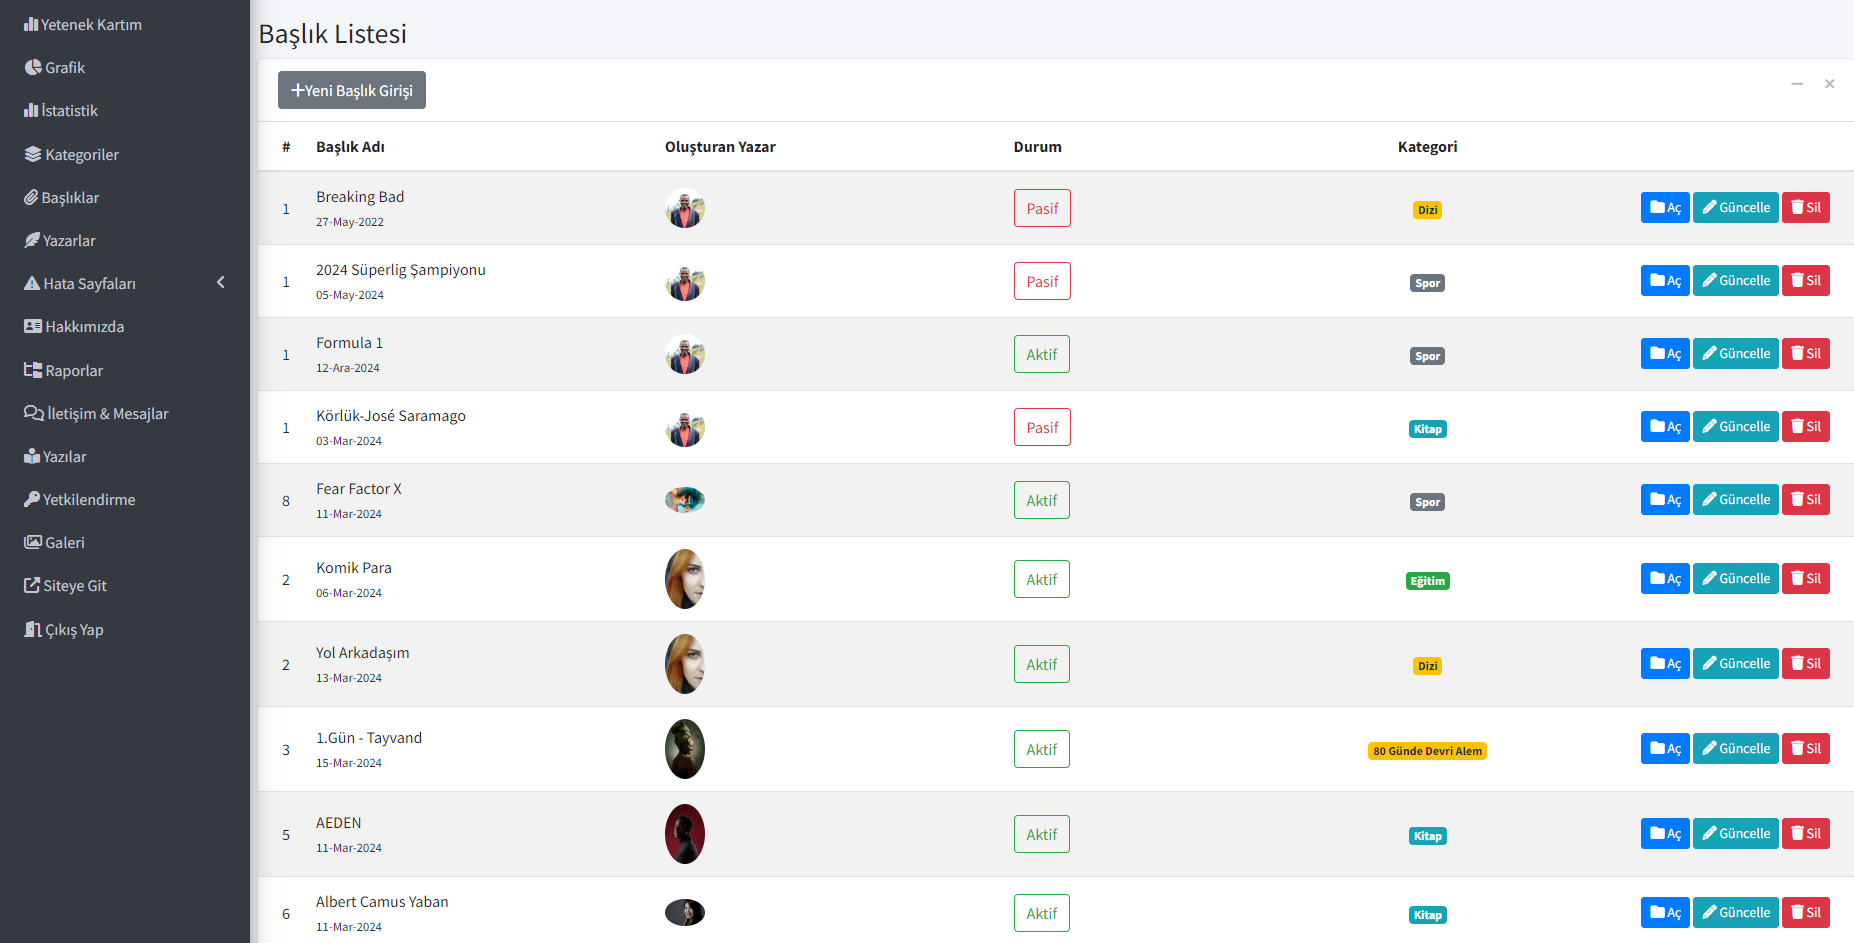 Yetenek Kartım
Grafik
İstatistik
Kategoriler
Başlıklar
Yazarlar
Hata Sayfaları
Hakkımızda
Raporlar
İletişim & Mesajlar
Yazılar
Yetkilendirme
Galeri
Siteye Git
Çıkış Yap
Başlık Listesi
Yeni Başlık Girişi
# Başlık Adı Oluşturan Yazar Durum Kategori
1 Breaking Bad Pasif Dizi Aç Güncelle Sil
27-May-2022
1 2024 Süperlig Şampiyonu Pasif Spor Aç Güncelle Sil
05-May-2024
1 Formula 1 Aktif Spor Aç Güncelle Sil
12-Ara-2024
1 Körlük-José Saramago Pasif Kitap Aç Güncelle Sil
03-Mar-2024
8 Fear Factor X Aktif Spor Aç Güncelle Sil
11-Mar-2024
2 Komik Para Aktif Eğitim Aç Güncelle Sil
06-Mar-2024
2 Yol Arkadaşım Aktif Dizi Aç Güncelle Sil
13-Mar-2024
3 1.Gün - Tayvand Aktif 80 Günde Devri Alem Aç Güncelle Sil
15-Mar-2024
5 AEDEN Aktif Kitap Aç Güncelle Sil
11-Mar-2024
6 Albert Camus Yaban Aktif Kitap Aç Güncelle Sil
11-Mar-2024